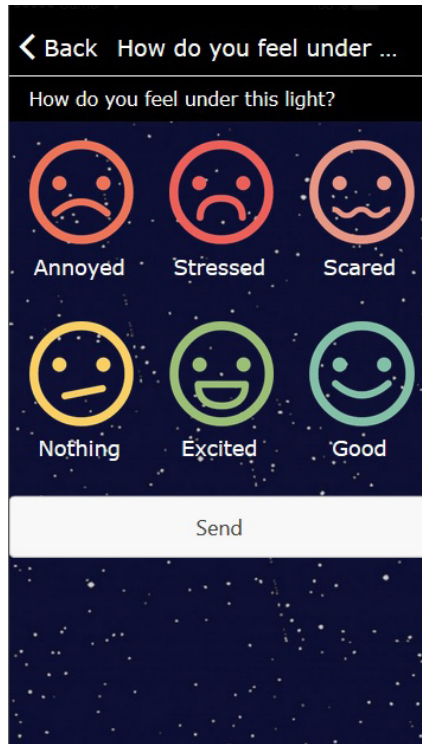 Back How do you feel under ...
How do you feel under this light?
Annoyed Stressed Scared
Nothing Excited Good
Send